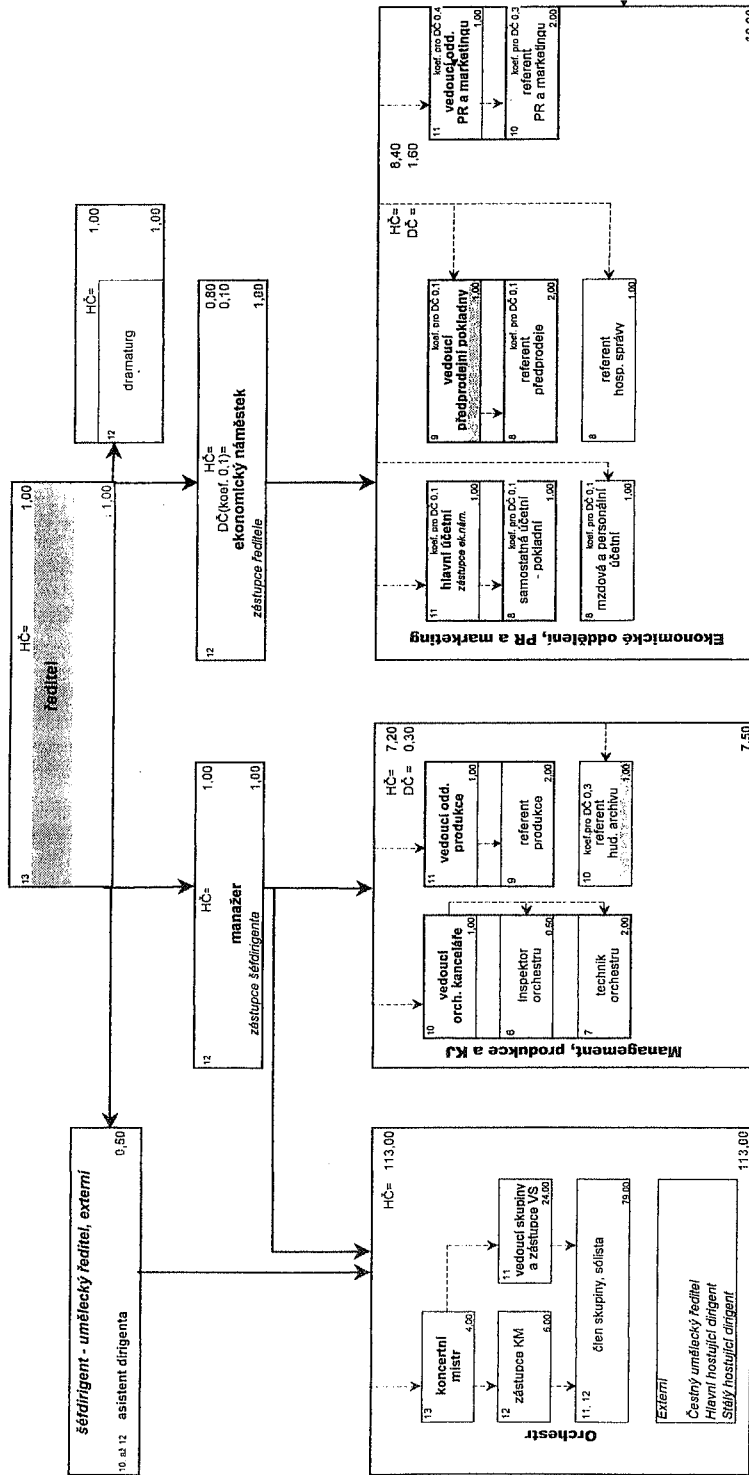 13
HČ= 1,00
ředitel
1,00
šéfdirigent - umělecký ředitel, externí
10 až 12 asistent dirigenta 0,50
HČ= 1,00
dramaturg
12
1,00
HČ= 1,00
manažer
12
zástupce šéfdirigenta 1,00
HČ= 0,80
DČ(koef. 0,1)= 0,10
ekonomický náměstek
12
zástupce ředitele 1,00
Orchestr
HČ= 113,00
koncertní
mistr
13
4,00
zástupce KM
12
6,00
vedoucí skupiny
a zástupce VS
11
24,00
člen skupiny, sólista
11, 12
79,00
Externí
Čestný umělecký ředitel
Hlavní hostující dirigent
Stálý hostující dirigent
113,00
Management, produkce a KJ
HČ= 7,20
DČ = 0,30
vedoucí
orch. kanceláře
10
1,00
Inspektor
orchestru
6
0,50
technik
orchestru
7
2,00
vedoucí odd.
produkce
11
1,00
referent
produkce
9
2,00
koef.pro DČ 0,3
referent
hud. archivu
10
1,00
7,50
Ekonomické oddělení, PR a marketing
HČ= 8,40
DČ = 1,60
koef. pro DČ 0,1
hlavní účetní
zástupce ek.nám.
11
1,00
koef. pro DČ 0,1
samostatná účetní
- pokladní
8
1,00
koef. pro DČ 0,1
mzdová a personální
účetní
8
1,00
koef. pro DČ 0,1
vedoucí
předprodejní pokladny
9
1,00
koef. pro DČ 0,1
referent
předprodeje
8
2,00
referent
hosp. správy
8
1,00
koef. pro DČ 0,4
vedoucí odd.
PR a marketingu
11
1,00
koef. pro DČ 0,3
referent
PR a marketingu
10
2,00